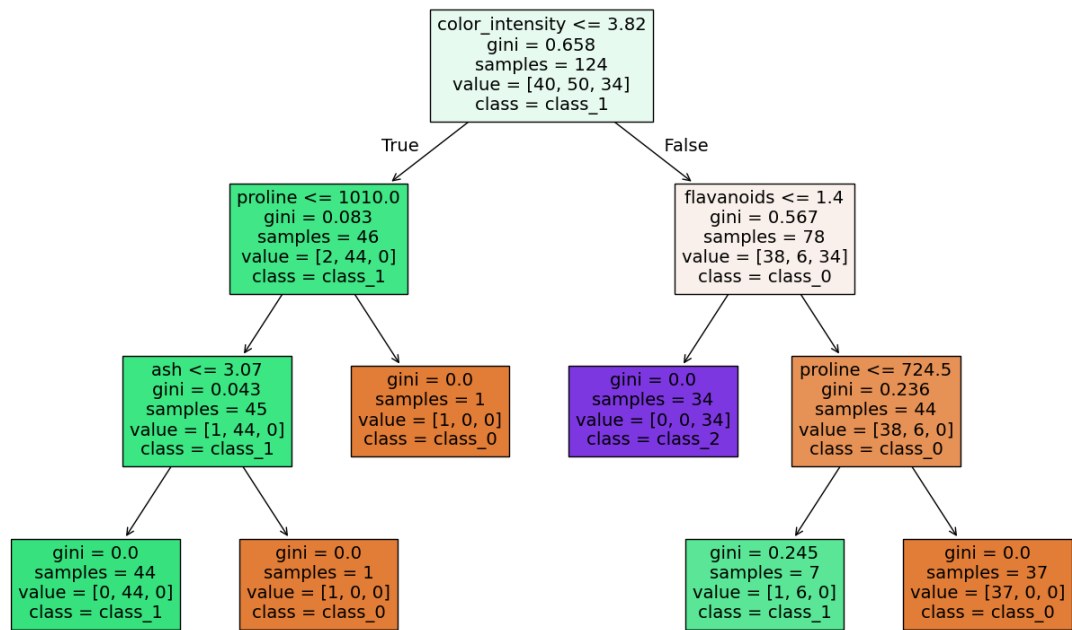 color_intensity <= 3.82
gini = 0.658
samples = 124
value = [40, 50, 34]
class = class_1
True
False
proline <= 1010.0
gini = 0.083
samples = 46
value = [2, 44, 0]
class = class_1
flavanoids <= 1.4
gini = 0.567
samples = 78
value = [38, 6, 34]
class = class_0
ash <= 3.07
gini = 0.043
samples = 45
value = [1, 44, 0]
class = class_1
gini = 0.0
samples = 1
value = [1, 0, 0]
class = class_0
gini = 0.0
samples = 34
value = [0, 0, 34]
class = class_2
proline <= 724.5
gini = 0.236
samples = 44
value = [38, 6, 0]
class = class_0
gini = 0.0
samples = 44
value = [0, 44, 0]
class = class_1
gini = 0.0
samples = 1
value = [1, 0, 0]
class = class_0
gini = 0.245
samples = 7
value = [1, 6, 0]
class = class_1
gini = 0.0
samples = 37
value = [37, 0, 0]
class = class_0